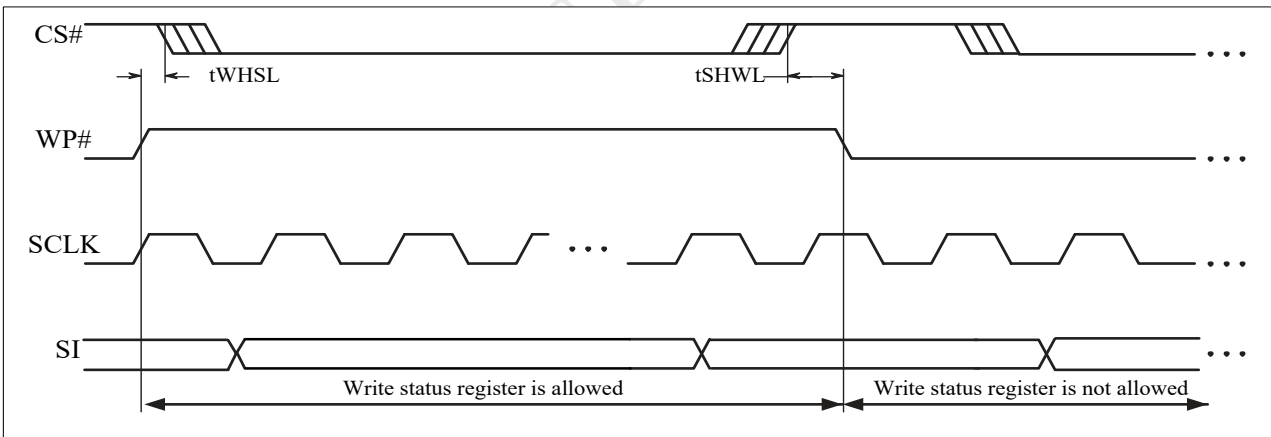 CS#
tWHSL
tSHWL
...
WP#
...
SCLK
...
...
SI
...
Write status register is allowed
Write status register is not allowed